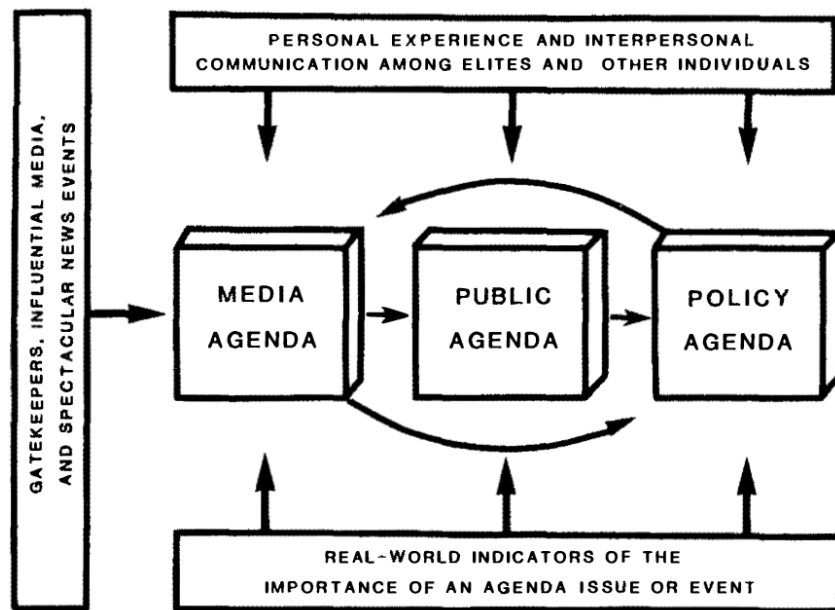 GATEKEEPERS, INFLUENTIAL MEDIA,
AND SPECTACULAR NEWS EVENTS
PERSONAL EXPERIENCE AND INTERPERSONAL
COMMUNICATION AMONG ELITES AND OTHER INDIVIDUALS
MEDIA
AGENDA
PUBLIC
AGENDA
POLICY
AGENDA
REAL-WORLD INDICATORS OF THE
IMPORTANCE OF AN AGENDA ISSUE OR EVENT